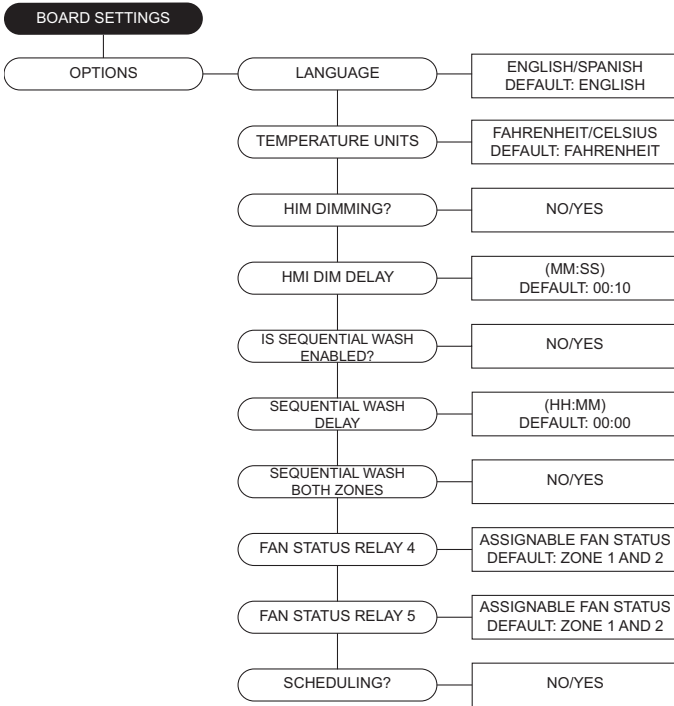 BOARD SETTINGS
OPTIONS
LANGUAGE
ENGLISH/SPANISH
DEFAULT: ENGLISH
TEMPERATURE UNITS
FAHRENHEIT/CELSIUS
DEFAULT: FAHRENHEIT
HIM DIMMING?
NO/YES
HMI DIM DELAY
(MM:SS)
DEFAULT: 00:10
IS SEQUENTIAL WASH
ENABLED?
NO/YES
SEQUENTIAL WASH
DELAY
(HH:MM)
DEFAULT: 00:00
SEQUENTIAL WASH
BOTH ZONES
NO/YES
FAN STATUS RELAY 4
ASSIGNABLE FAN STATUS
DEFAULT: ZONE 1 AND 2
FAN STATUS RELAY 5
ASSIGNABLE FAN STATUS
DEFAULT: ZONE 1 AND 2
SCHEDULING?
NO/YES